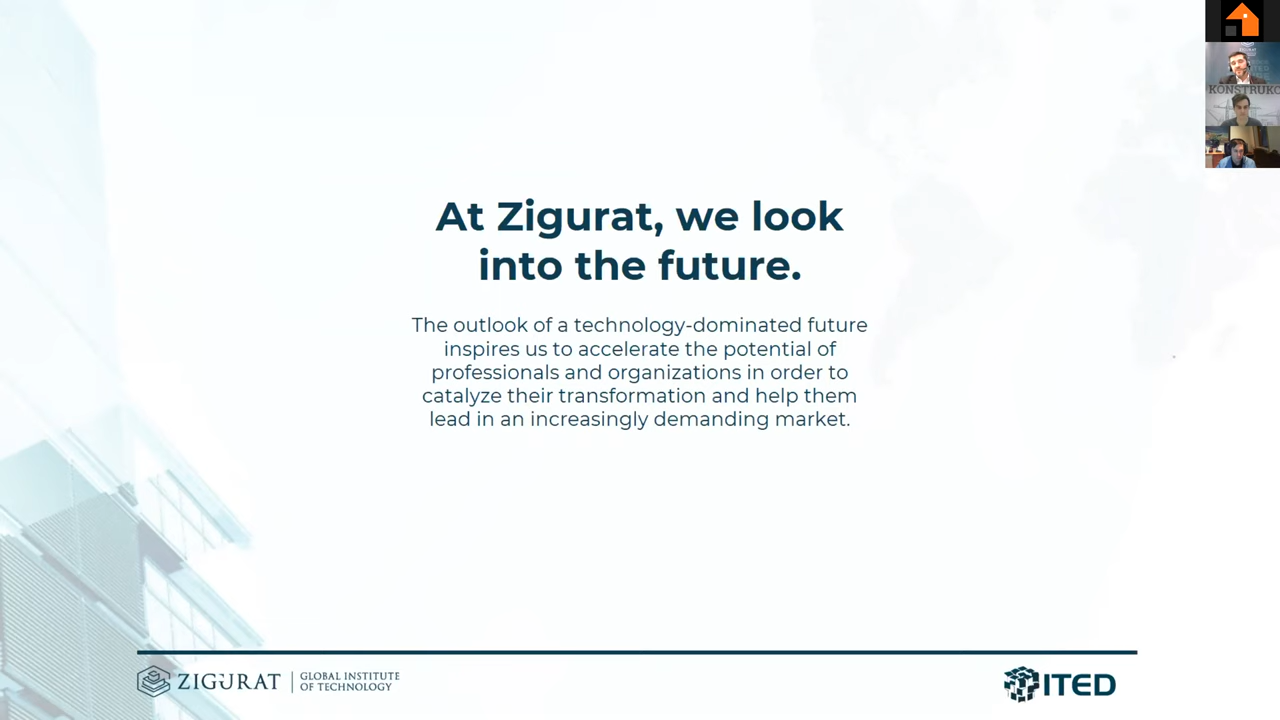 KONSTRUKC
At Zigurat, we look
into the future.
The outlook of a technology-dominated future
inspires us to accelerate the potential of
professionals and organizations in order to
catalyze their transformation and help them
lead in an increasingly demanding market.
ZIGURAT
GLOBAL INSTITUTE
OF TECHNOLOGY
ITED